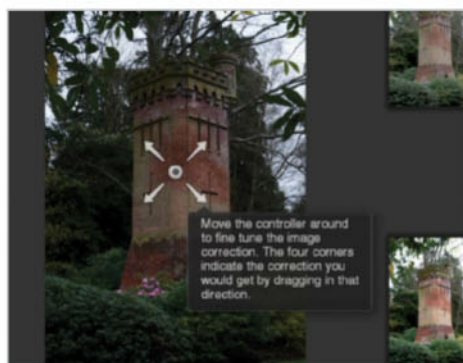 Move the controller around
to fine tune the image
correction. The four corners
indicate the correction you
would get by dragging in that
direction.